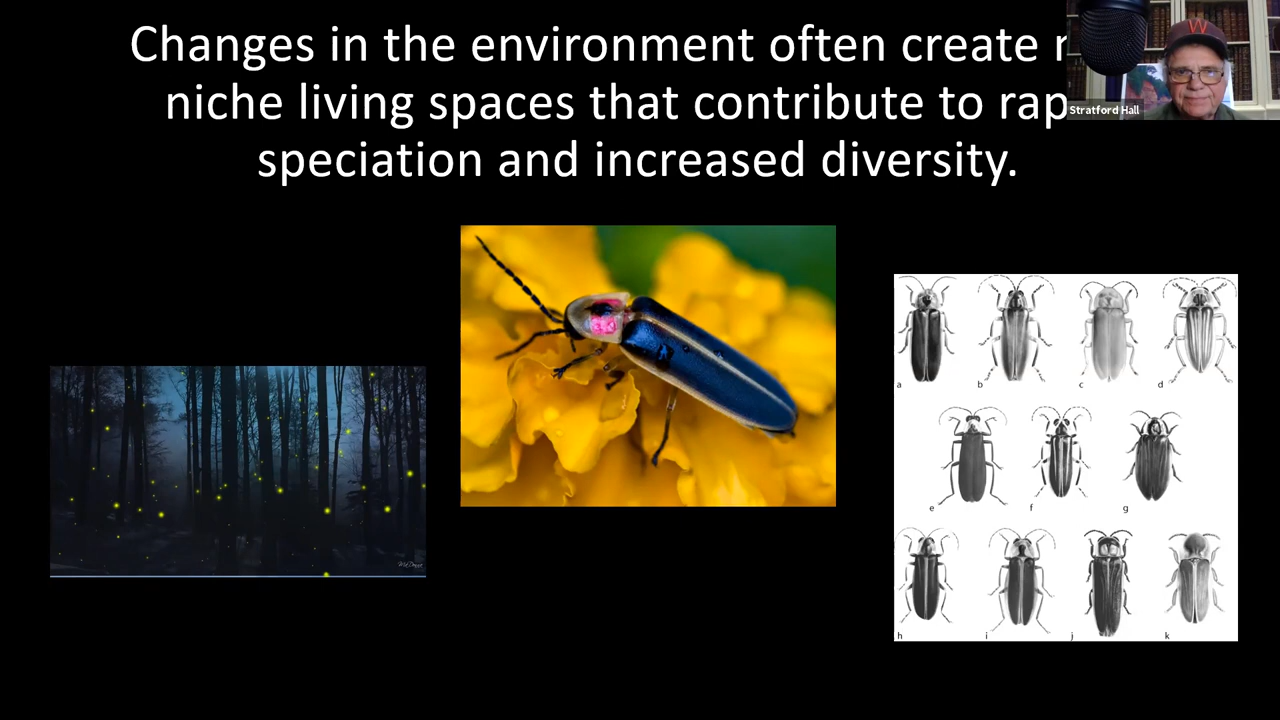 Changes in the environment often create
niche living spaces that contribute to rap
speciation and increased diversity.
W
Stratford Hall
a b c d
e f g
h i j k